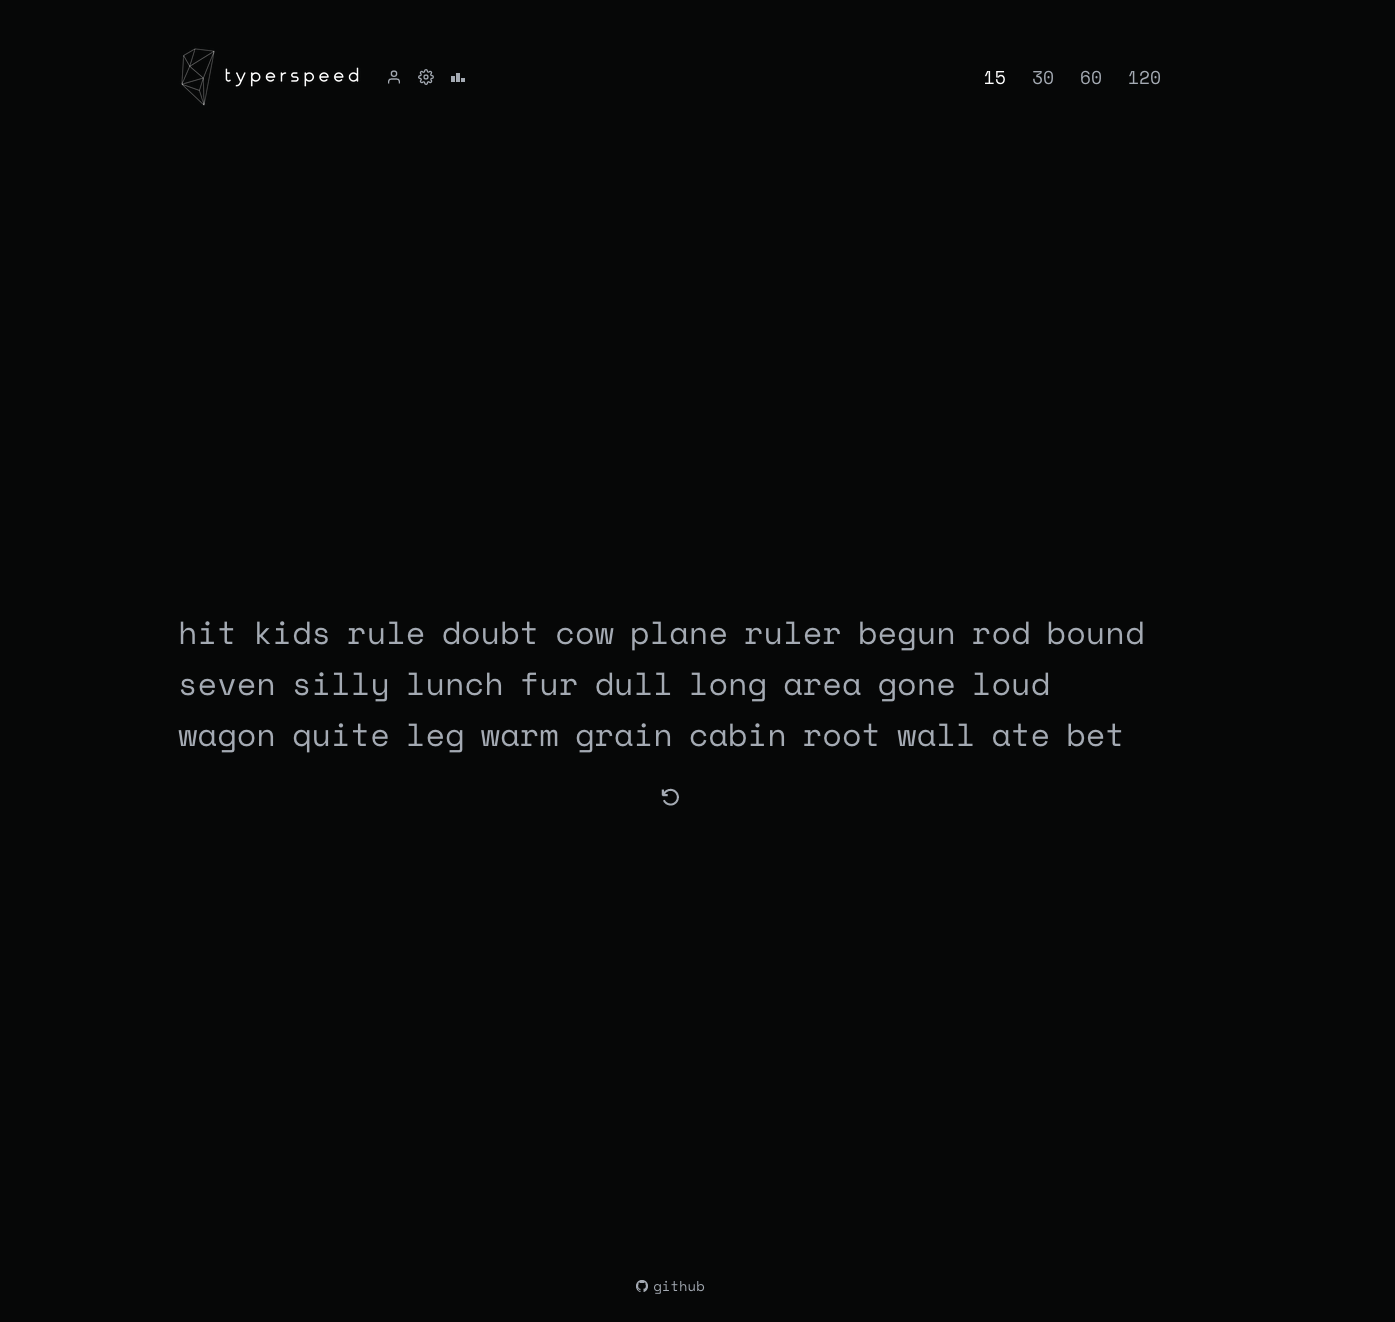 typerspeed 15 30 60 120
hit kids rule doubt cow plane ruler begun rod bound
seven silly lunch fur dull long area gone loud
wagon quite leg warm grain cabin root wall ate bet
github